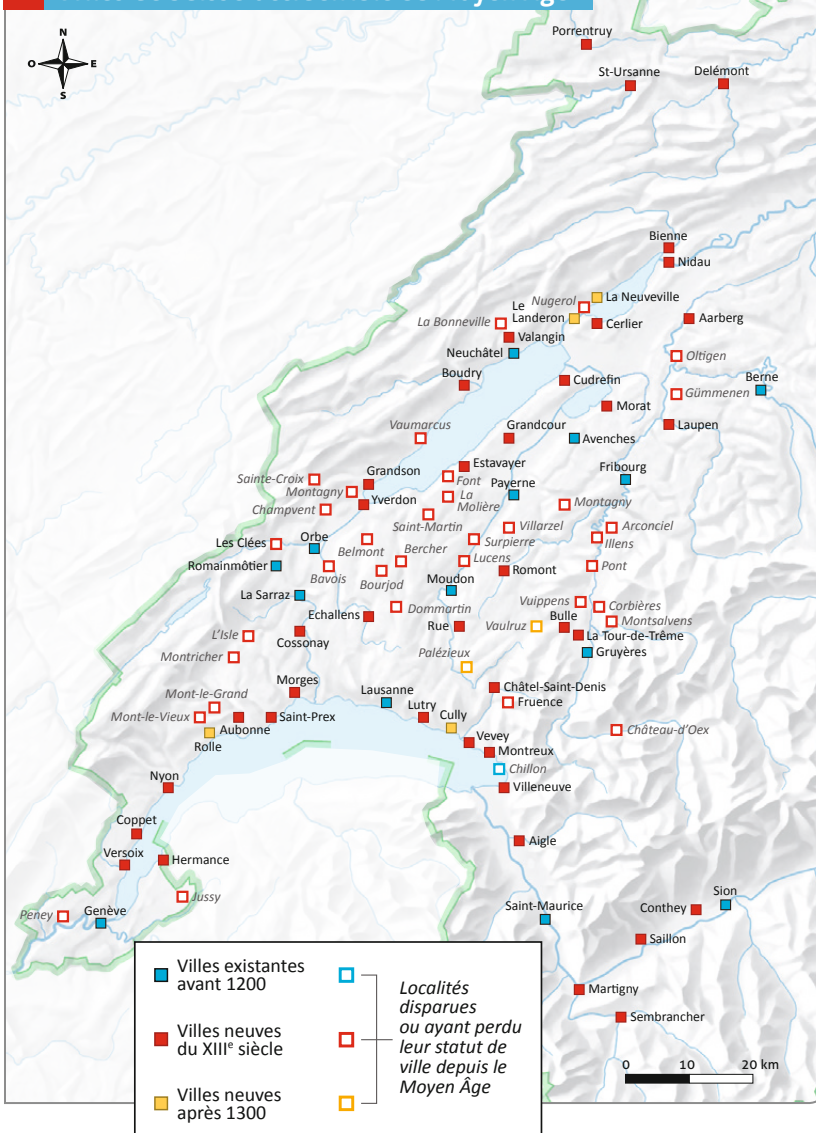 N
O
E
S
Porrentruy
St-Ursanne
Delémont
Bienne
Nidau
Nugerol
La Neuveville
Le
Landeron
Cerlier
Aarberg
La Bonneville
Valangin
Neuchâtel
Oltigen
Boudry
Cudrefin
Berne
Gümmenen
Morat
Vaumarcus
Grandcour
Avenches
Laupen
Estavayer
Fribourg
Sainte-Croix
Grandson
Font
Payerne
Montagny
Yverdon
La
Molière
Montagny
Champvent
Saint-Martin
Villarzel
Arconciel
Les Clées
Orbe
Belmont
Surpierre
Illens
Romainmôtier
Bercher
Lucens
Pont
Bavois
Bourjod
Moudon
Romont
La Sarraz
Dommartin
Vuippens
Corbières
Echallens
Bulle
Montsalvens
L'Isle
Cossonay
Rue
Vaulruz
La Tour-de-Trême
Gruyères
Montricher
Palézieux
Morges
Lausanne
Châtel-Saint-Denis
Mont-le-Grand
Lutry
Fruence
Mont-le-Vieux
Saint-Prex
Cully
Aubonne
Château-d'Oex
Rolle
Vevey
Montreux
Chillon
Nyon
Villeneuve
Coppet
Aigle
Versoix
Hermance
Jussy
Sion
Peney
Genève
Saint-Maurice
Conthey
Saillon
Martigny
Sembrancher
Villes existantes
avant 1200
Villes neuves
du XIIIe siècle
Villes neuves
après 1300
Localités
disparues
ou ayant perdu
leur statut de
ville depuis le
Moyen Âge
0 10 20 km